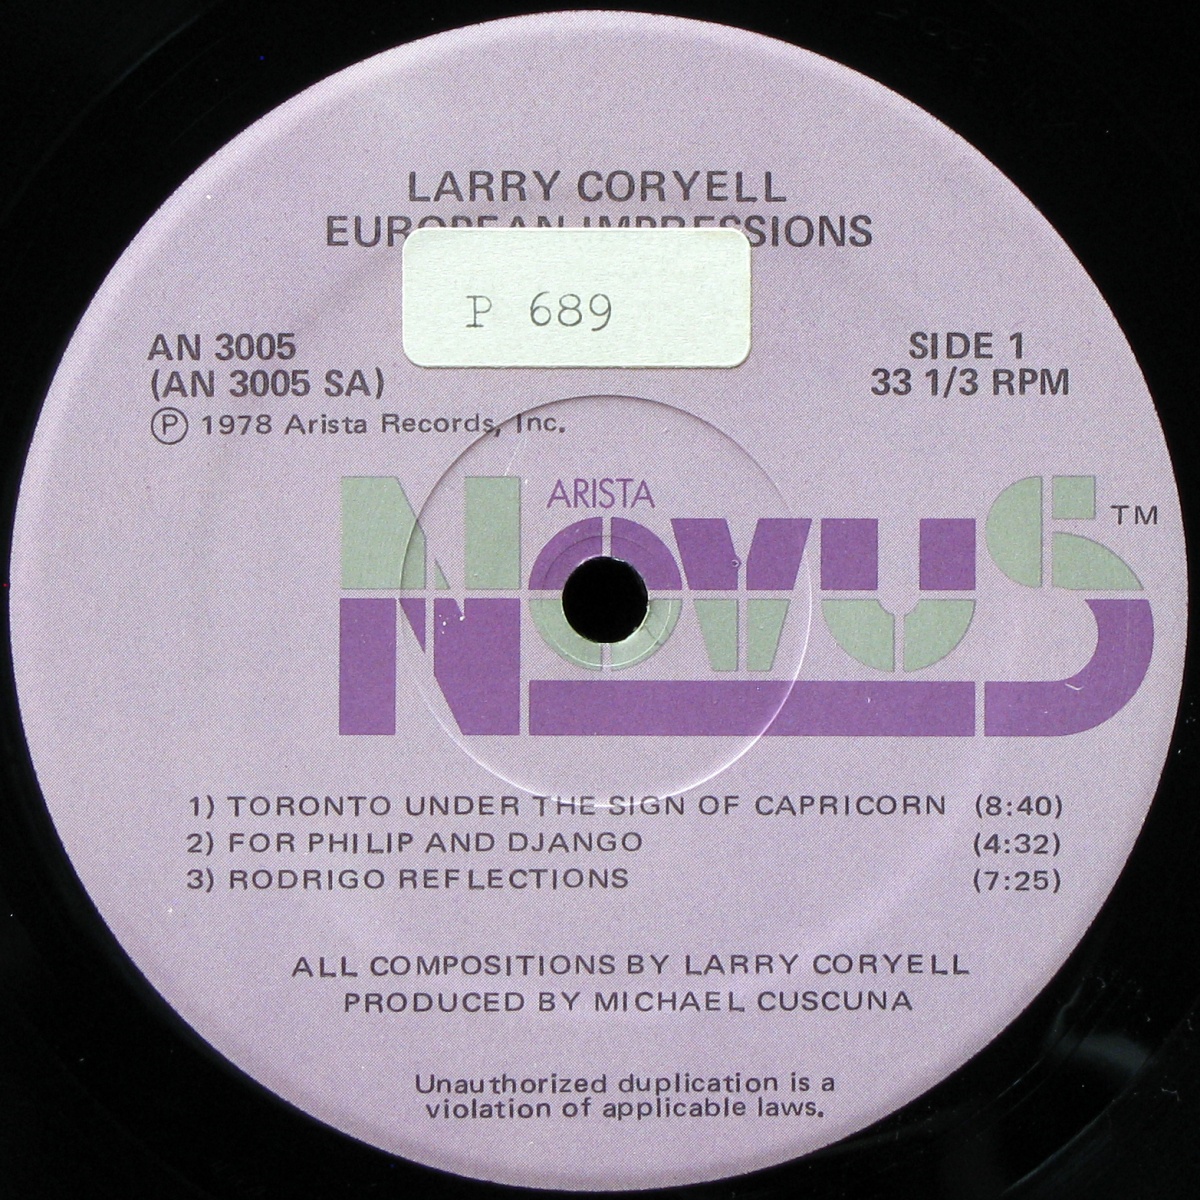 LARRY CORYELL
EUROPEAN IMPRESSIONS
P 689
AN 3005
(AN 3005 SA)
Ⓟ 1978 Arista Records, Inc.
SIDE 1
33 1/3 RPM
ARISTA
NOVUS TM
1) TORONTO UNDER THE SIGN OF CAPRICORN (8:40)
2) FOR PHILIP AND DJANGO (4:32)
3) RODRIGO REFLECTIONS (7:25)
ALL COMPOSITIONS BY LARRY CORYELL
PRODUCED BY MICHAEL CUSCUNA
Unauthorized duplication is a
violation of applicable laws.